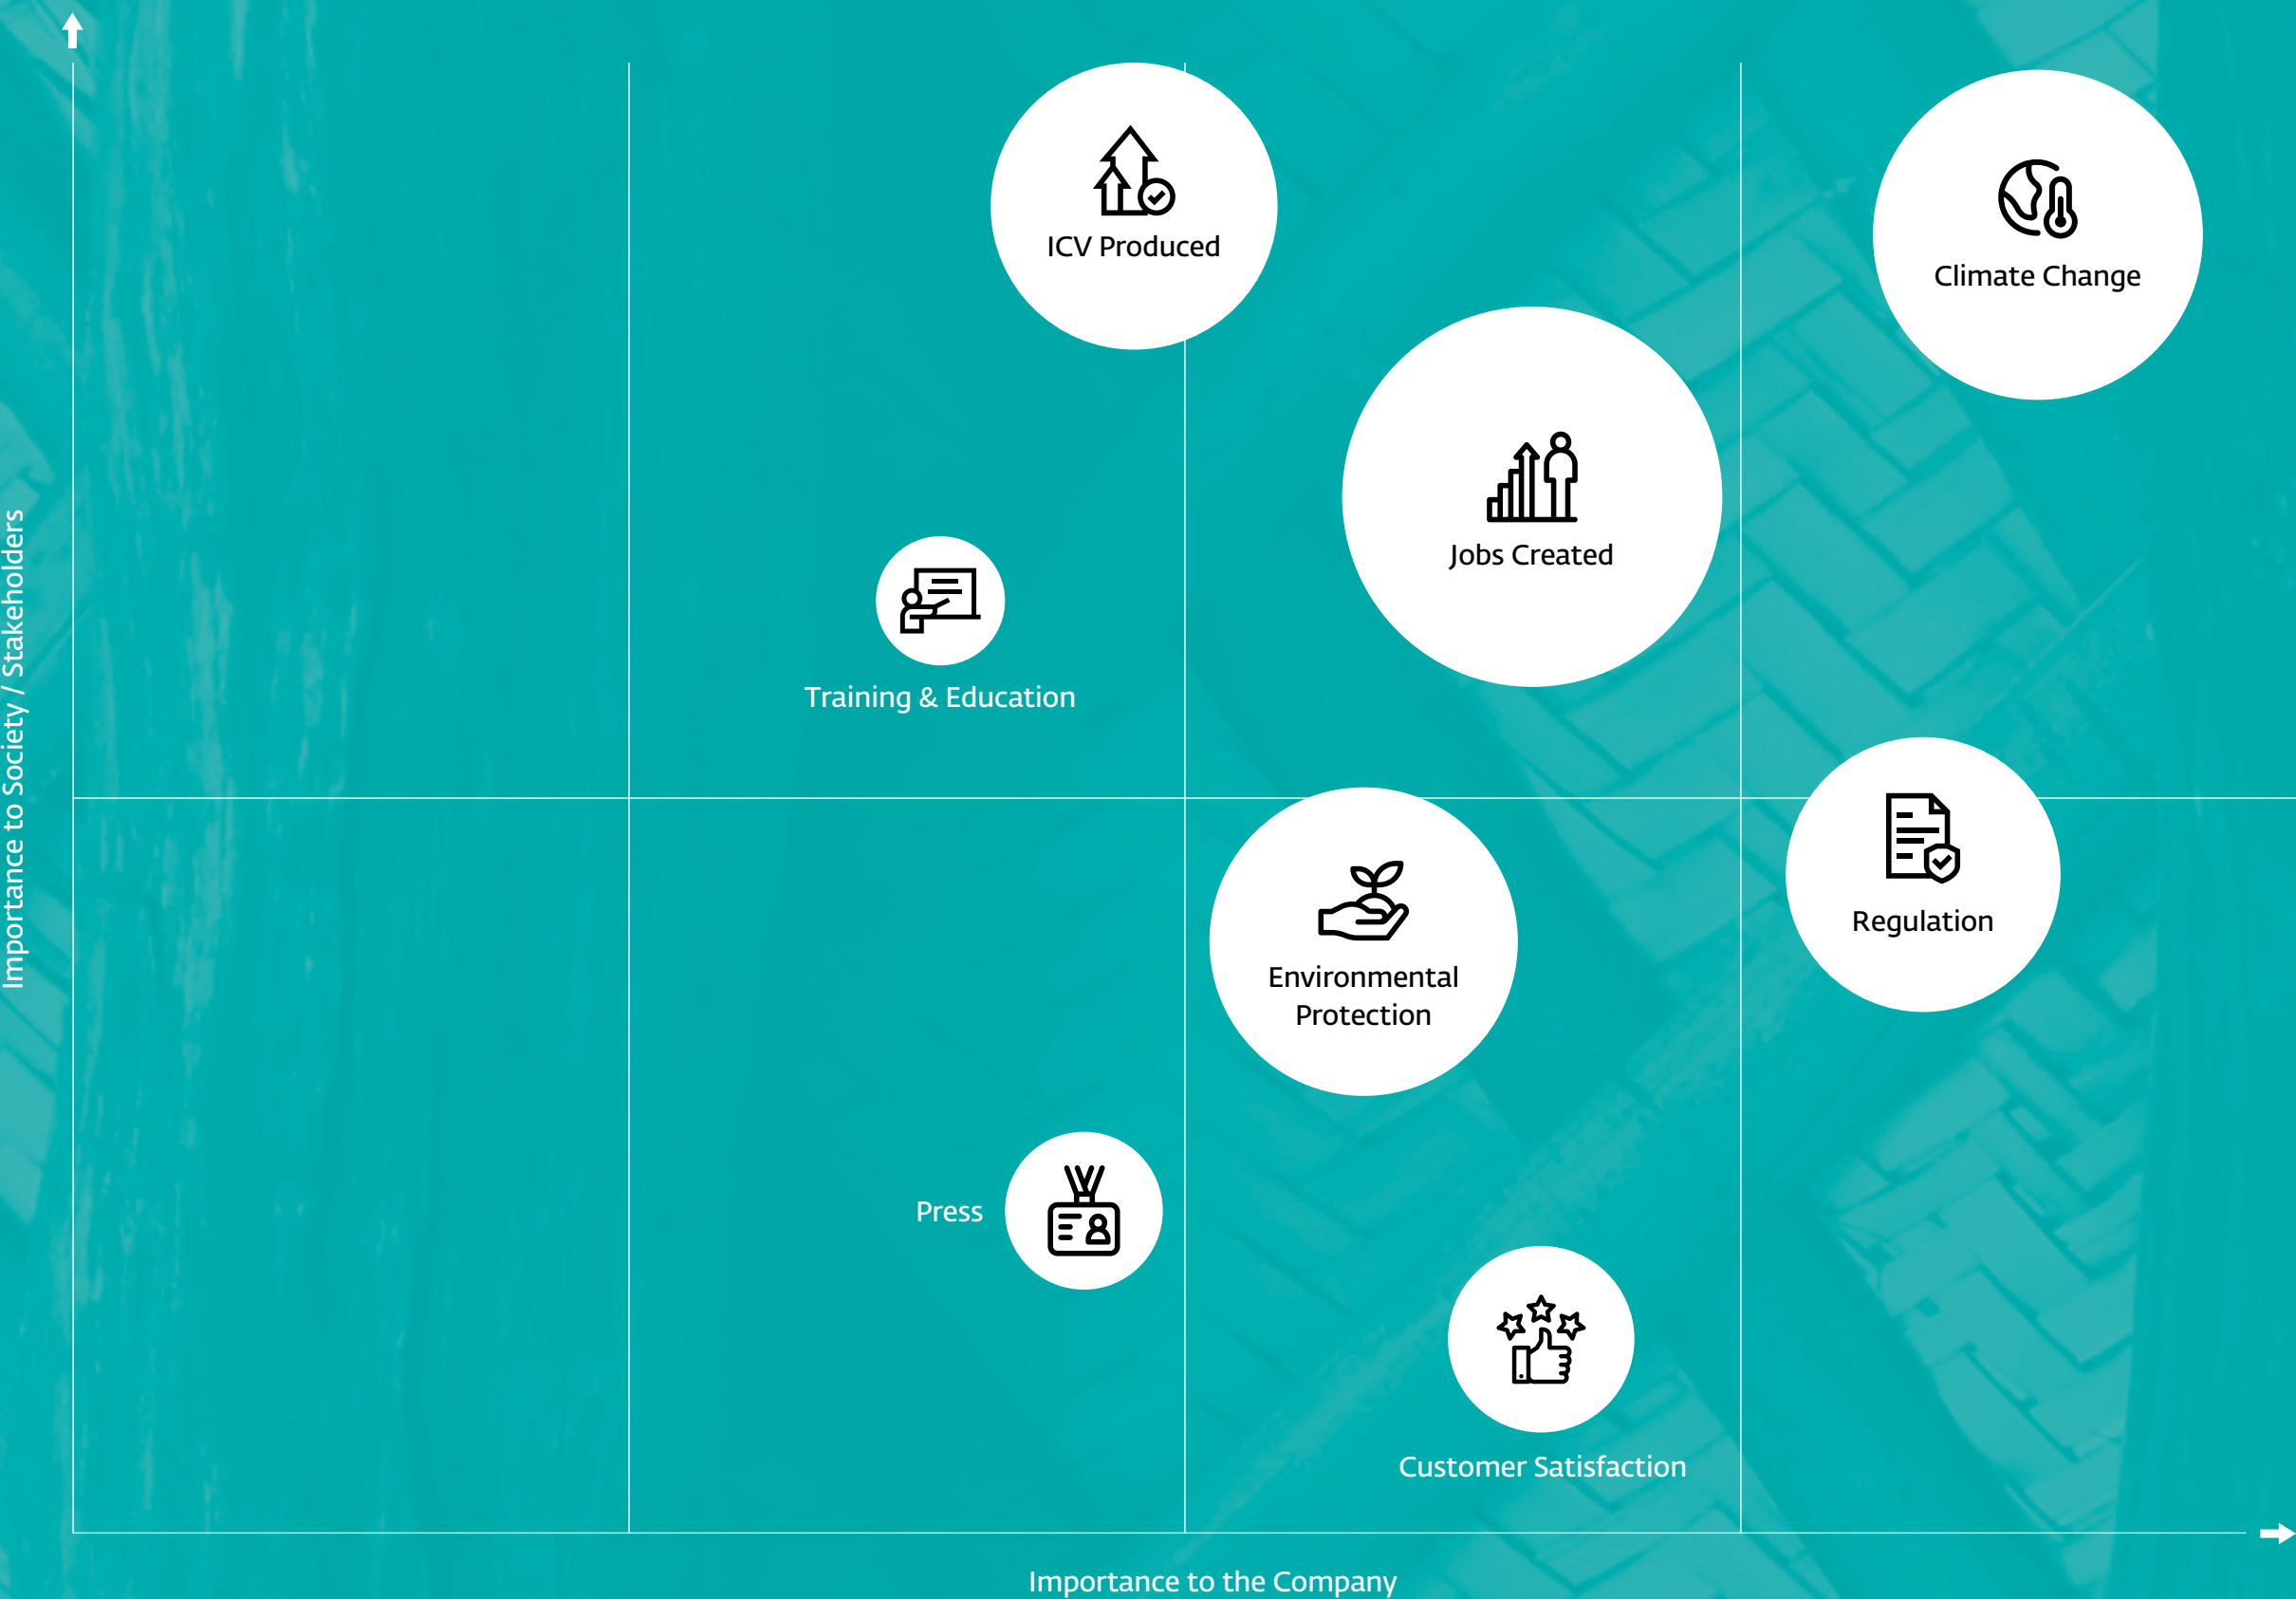 ICV Produced
Climate Change
Jobs Created
Training & Education
Importance to Society / Stakeholders
Regulation
Environmental
Protection
Press
Customer Satisfaction
Importance to the Company